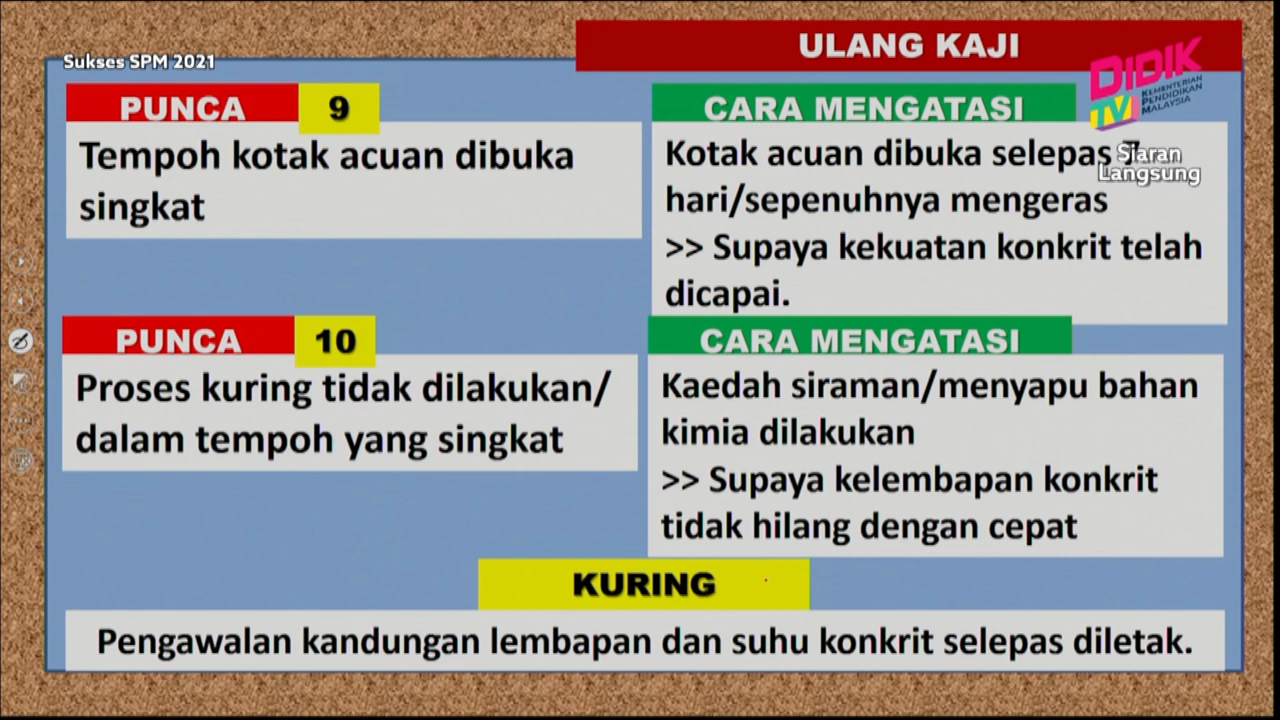 ULANG KAJI
Sukses SPM 2021
DIDIK
TV
KEMENTERIAN
PENDIDIKAN
MALAYSIA
Siaran
Langsung
PUNCA 9
Tempoh kotak acuan dibuka
singkat
CARA MENGATASI
Kotak acuan dibuka selepas 7
hari/sepenuhnya mengeras
>> Supaya kekuatan konkrit telah
dicapai.
PUNCA 10
Proses kuring tidak dilakukan/
dalam tempoh yang singkat
CARA MENGATASI
Kaedah siraman/menyapu bahan
kimia dilakukan
>> Supaya kelembapan konkrit
tidak hilang dengan cepat
KURING
Pengawalan kandungan lembapan dan suhu konkrit selepas diletak.